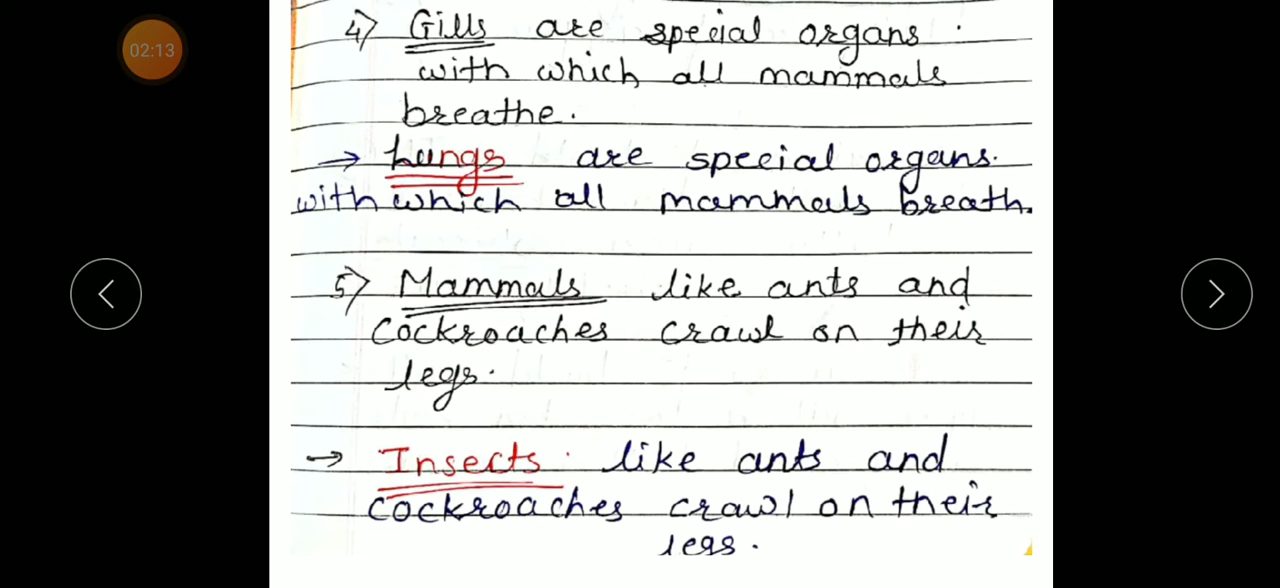 02:13
4) Gills are special organs.
with which all mammals
breathe.
→ Lungs are special organs.
with which all mammals breath.
5) Mammals like ants and
cockroaches crawl on their
legs.
→ Insects. like ants and
cockroaches crawl on their
legs.